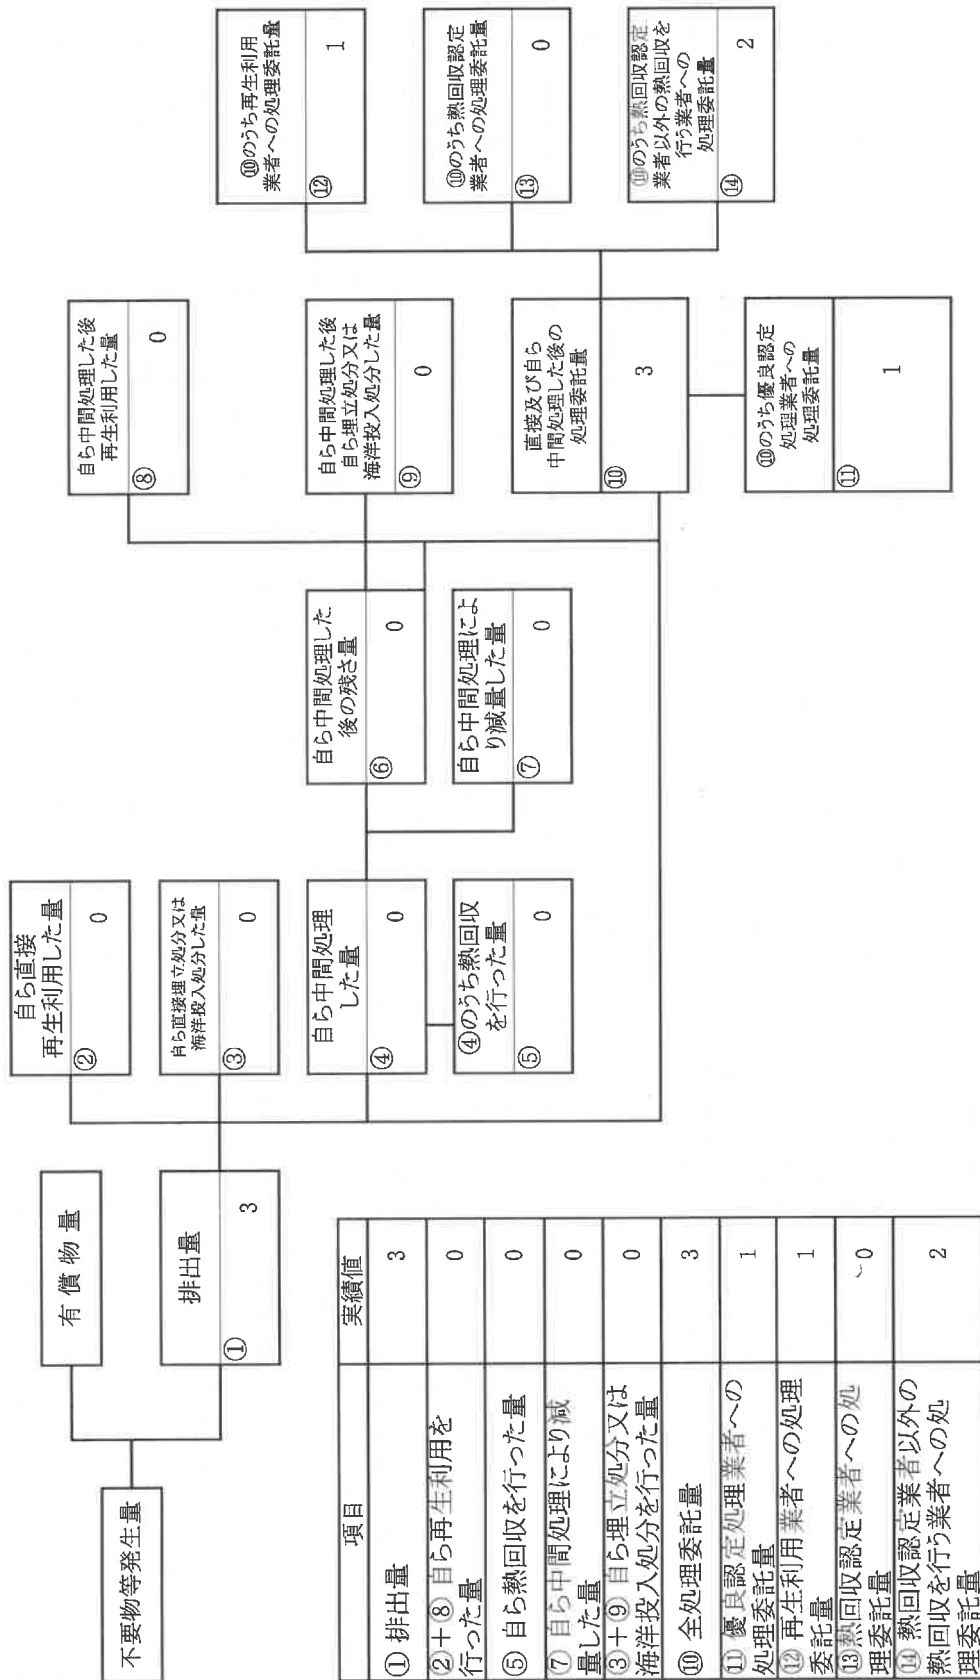 不要物等発生量
有 償 物 量
排出量
①
3
自ら直接
再生利用した量
②
0
自ら直接埋立処分又は
海洋投入処分した量
③
0
自ら中間処理
した量
④
0
④のうち熱回収
を行った量
⑤
0
自ら中間処理した
後の残さ量
⑥
0
自ら中間処理によ
り減量した量
⑦
0
自ら中間処理した後
再生利用した量
⑧
0
自ら中間処理した後
自ら埋立処分又は
海洋投入処分した量
⑨
0
直接及び自ら
中間処理した後の
処理委託量
⑩
3
⑩のうち優良認定
処理業者への
処理委託量
⑪
1
⑩のうち再生利用
業者への処理委託量
⑫
1
⑩のうち熱回収認定
業者への処理委託量
⑬
0
⑩のうち熱回収認定
業者以外の熱回収を
行う業者への
処理委託量
⑭
2
項目 実績値
① 排出量 3
②+⑧ 自ら再生利用を
行った量 0
⑤ 自ら熱回収を行った量 0
⑦ 自ら中間処理により減
量した量 0
③+⑨ 自ら埋立処分又は
海洋投入処分を行った量 0
⑩ 全処理委託量 3
⑪ 優良認定処理業者への
処理委託量 1
⑫ 再生利用業者への処理
委託量 1
⑬ 熱回収認定業者への処
理委託量 0
⑭ 熱回収認定業者以外の
熱回収を行う業者への処
理委託量 2